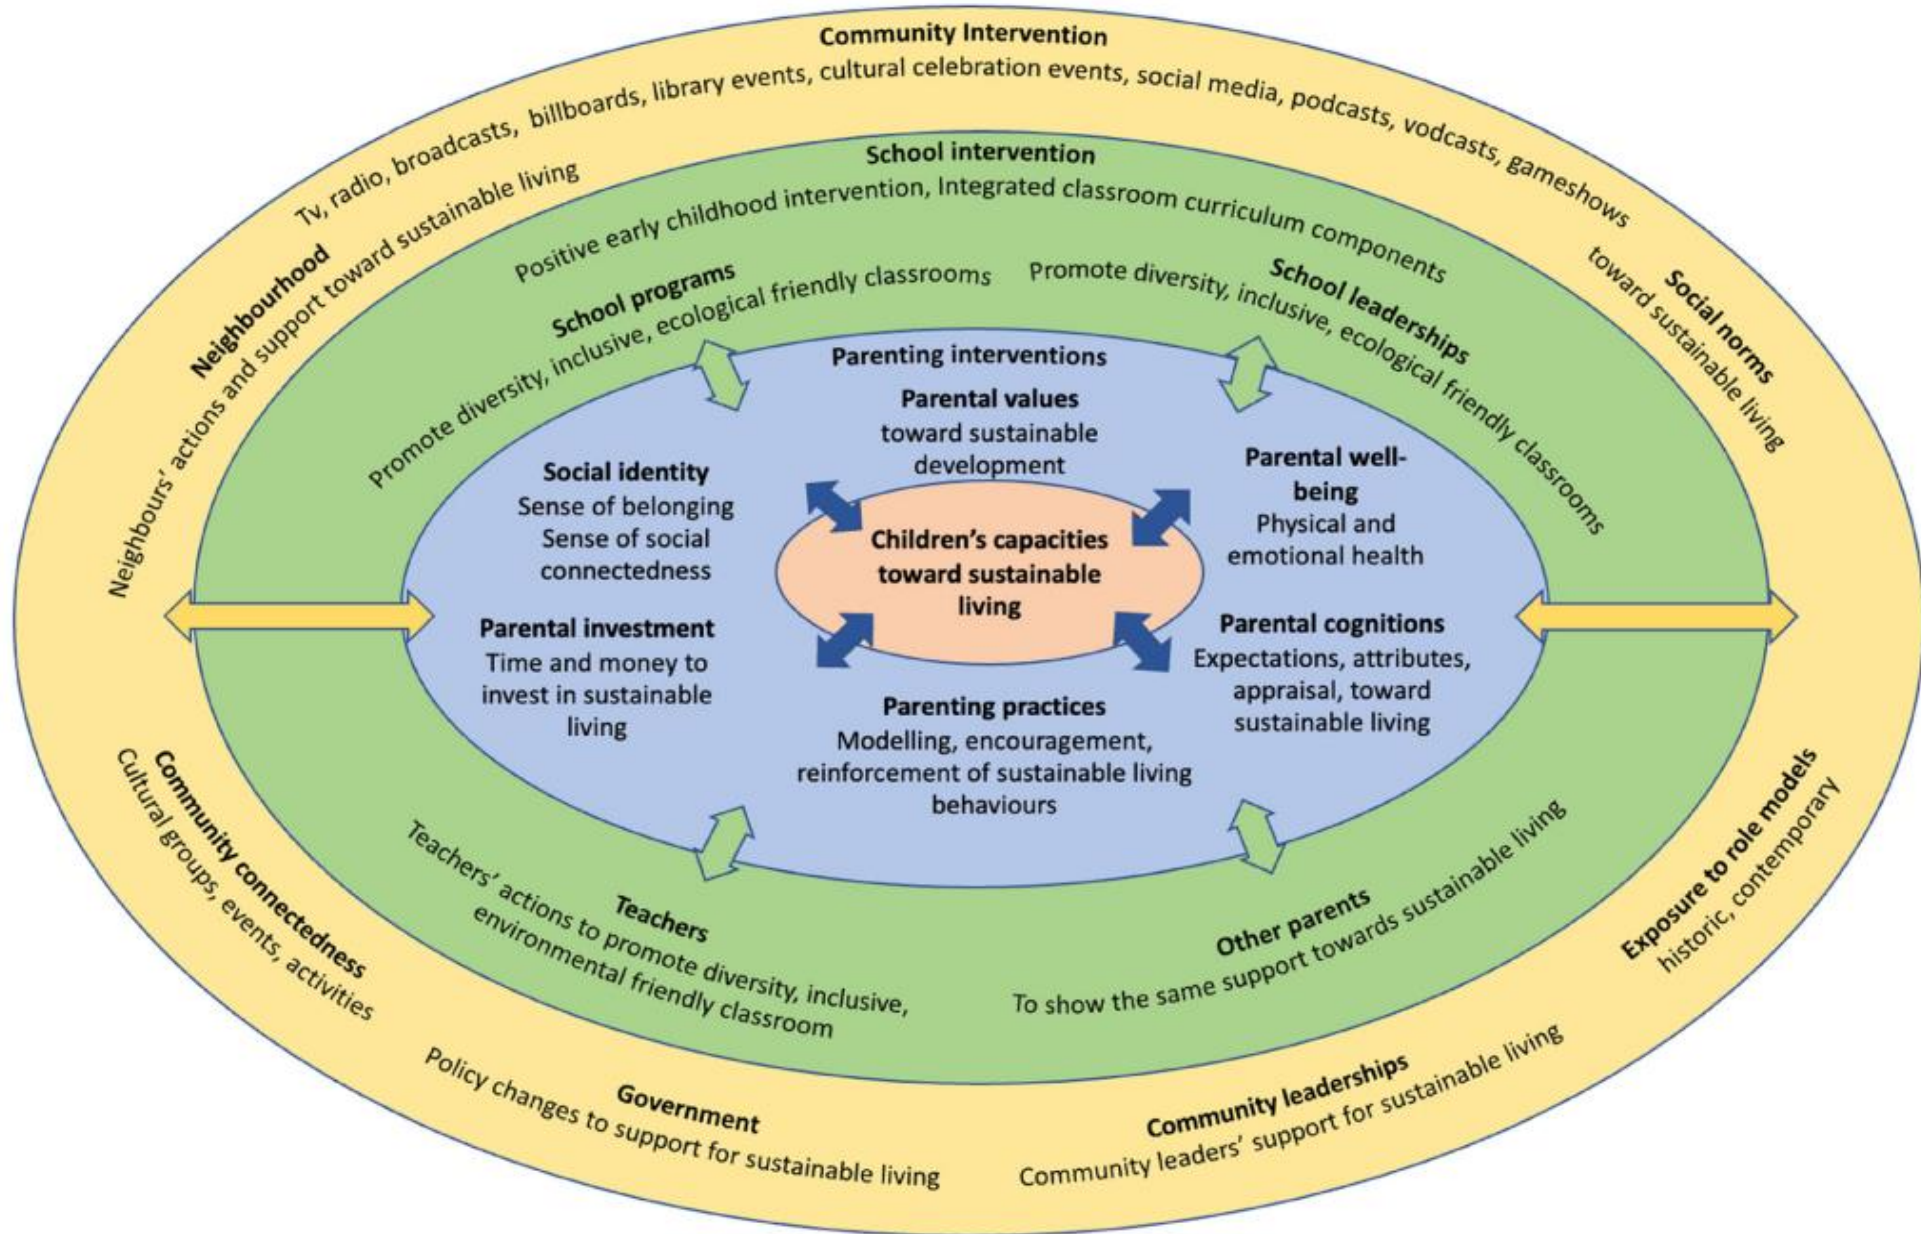 Community Intervention
Tv, radio, broadcasts, billboards, library events, cultural celebration events, social media, podcasts, vodcasts, gameshows
Neighbourhood
Neighbours' actions and support toward sustainable living
Social norms
toward sustainable living
School intervention
Positive early childhood intervention, Integrated classroom curriculum components
School programs
Promote diversity, inclusive, ecological friendly classrooms
School leaderships
Promote diversity, inclusive, ecological friendly classrooms
Parenting interventions
Parental values
toward sustainable
development
Social identity
Sense of belonging
Sense of social
connectedness
Parental well-
being
Physical and
emotional health
Children's capacities
toward sustainable
living
Parental investment
Time and money to
invest in sustainable
living
Parental cognitions
Expectations, attributes,
appraisal, toward
sustainable living
Parenting practices
Modelling, encouragement,
reinforcement of sustainable living
behaviours
Teachers
Teachers' actions to promote diversity, inclusive,
environmental friendly classroom
Other parents
To show the same support towards sustainable living
Community connectedness
Cultural groups, events, activities
Exposure to role models
historic, contemporary
Government
Policy changes to support for sustainable living
Community leaderships
Community leaders' support for sustainable living